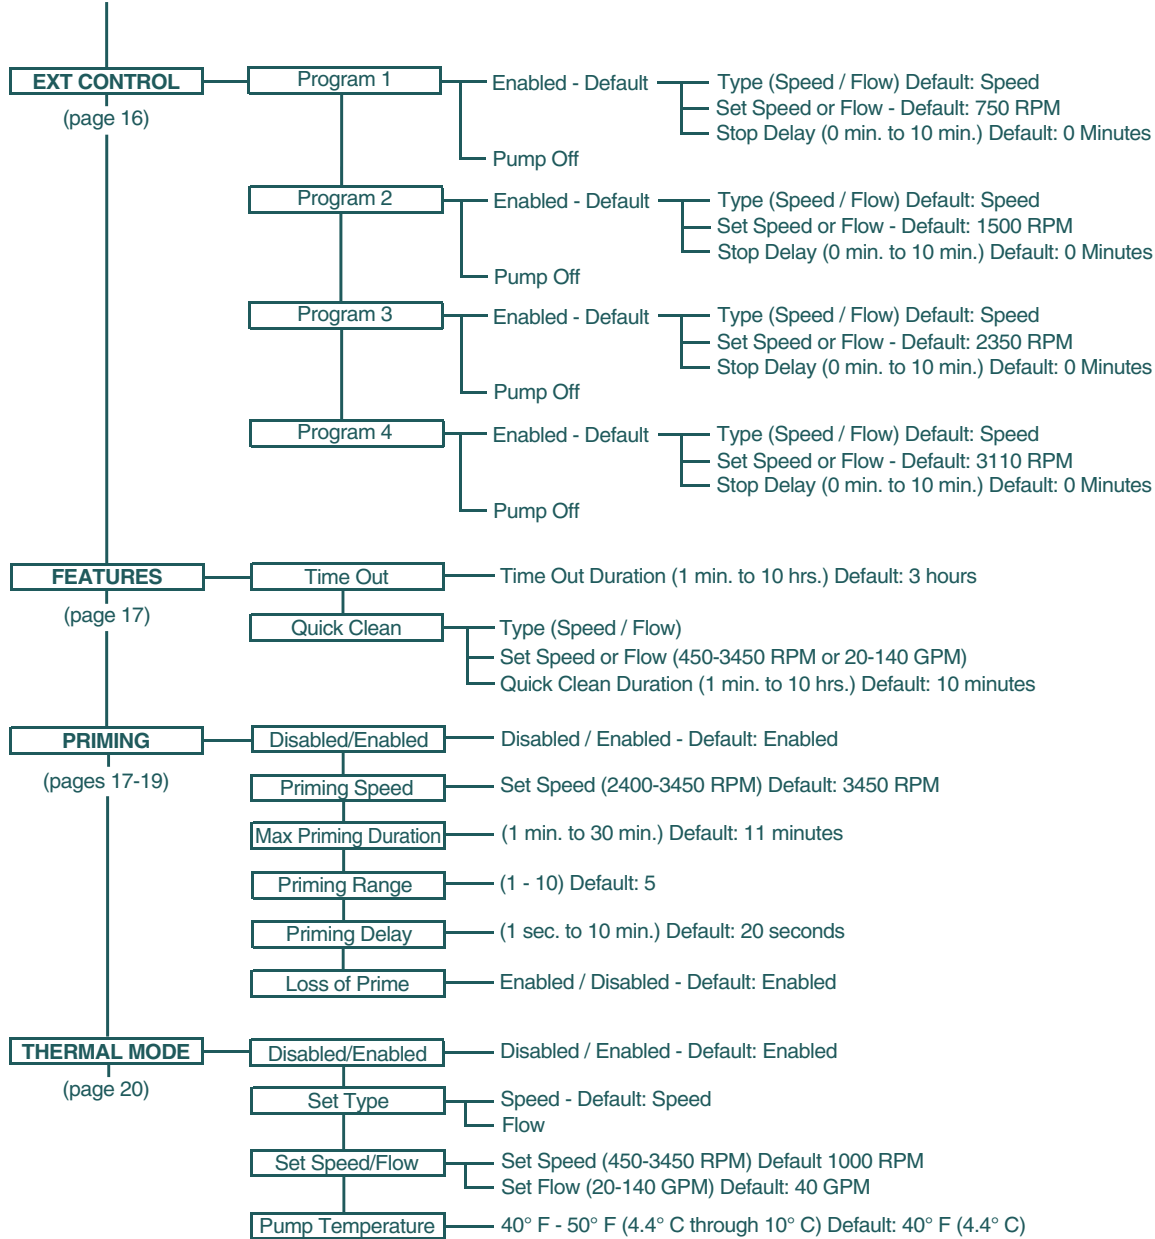 EXT CONTROL
(page 16)
Program 1
Enabled - Default
Type (Speed / Flow) Default: Speed
Set Speed or Flow - Default: 750 RPM
Stop Delay (0 min. to 10 min.) Default: 0 Minutes
Pump Off
Program 2
Enabled - Default
Type (Speed / Flow) Default: Speed
Set Speed or Flow - Default: 1500 RPM
Stop Delay (0 min. to 10 min.) Default: 0 Minutes
Pump Off
Program 3
Enabled - Default
Type (Speed / Flow) Default: Speed
Set Speed or Flow - Default: 2350 RPM
Stop Delay (0 min. to 10 min.) Default: 0 Minutes
Pump Off
Program 4
Enabled - Default
Type (Speed / Flow) Default: Speed
Set Speed or Flow - Default: 3110 RPM
Stop Delay (0 min. to 10 min.) Default: 0 Minutes
Pump Off
FEATURES
(page 17)
Time Out
Time Out Duration (1 min. to 10 hrs.) Default: 3 hours
Quick Clean
Type (Speed / Flow)
Set Speed or Flow (450-3450 RPM or 20-140 GPM)
Quick Clean Duration (1 min. to 10 hrs.) Default: 10 minutes
PRIMING
(pages 17-19)
Disabled/Enabled
Disabled / Enabled - Default: Enabled
Priming Speed
Set Speed (2400-3450 RPM) Default: 3450 RPM
Max Priming Duration
(1 min. to 30 min.) Default: 11 minutes
Priming Range
(1 - 10) Default: 5
Priming Delay
(1 sec. to 10 min.) Default: 20 seconds
Loss of Prime
Enabled / Disabled - Default: Enabled
THERMAL MODE
(page 20)
Disabled/Enabled
Disabled / Enabled - Default: Enabled
Set Type
Speed - Default: Speed
Flow
Set Speed/Flow
Set Speed (450-3450 RPM) Default 1000 RPM
Set Flow (20-140 GPM) Default: 40 GPM
Pump Temperature
40° F - 50° F (4.4° C through 10° C) Default: 40° F (4.4° C)